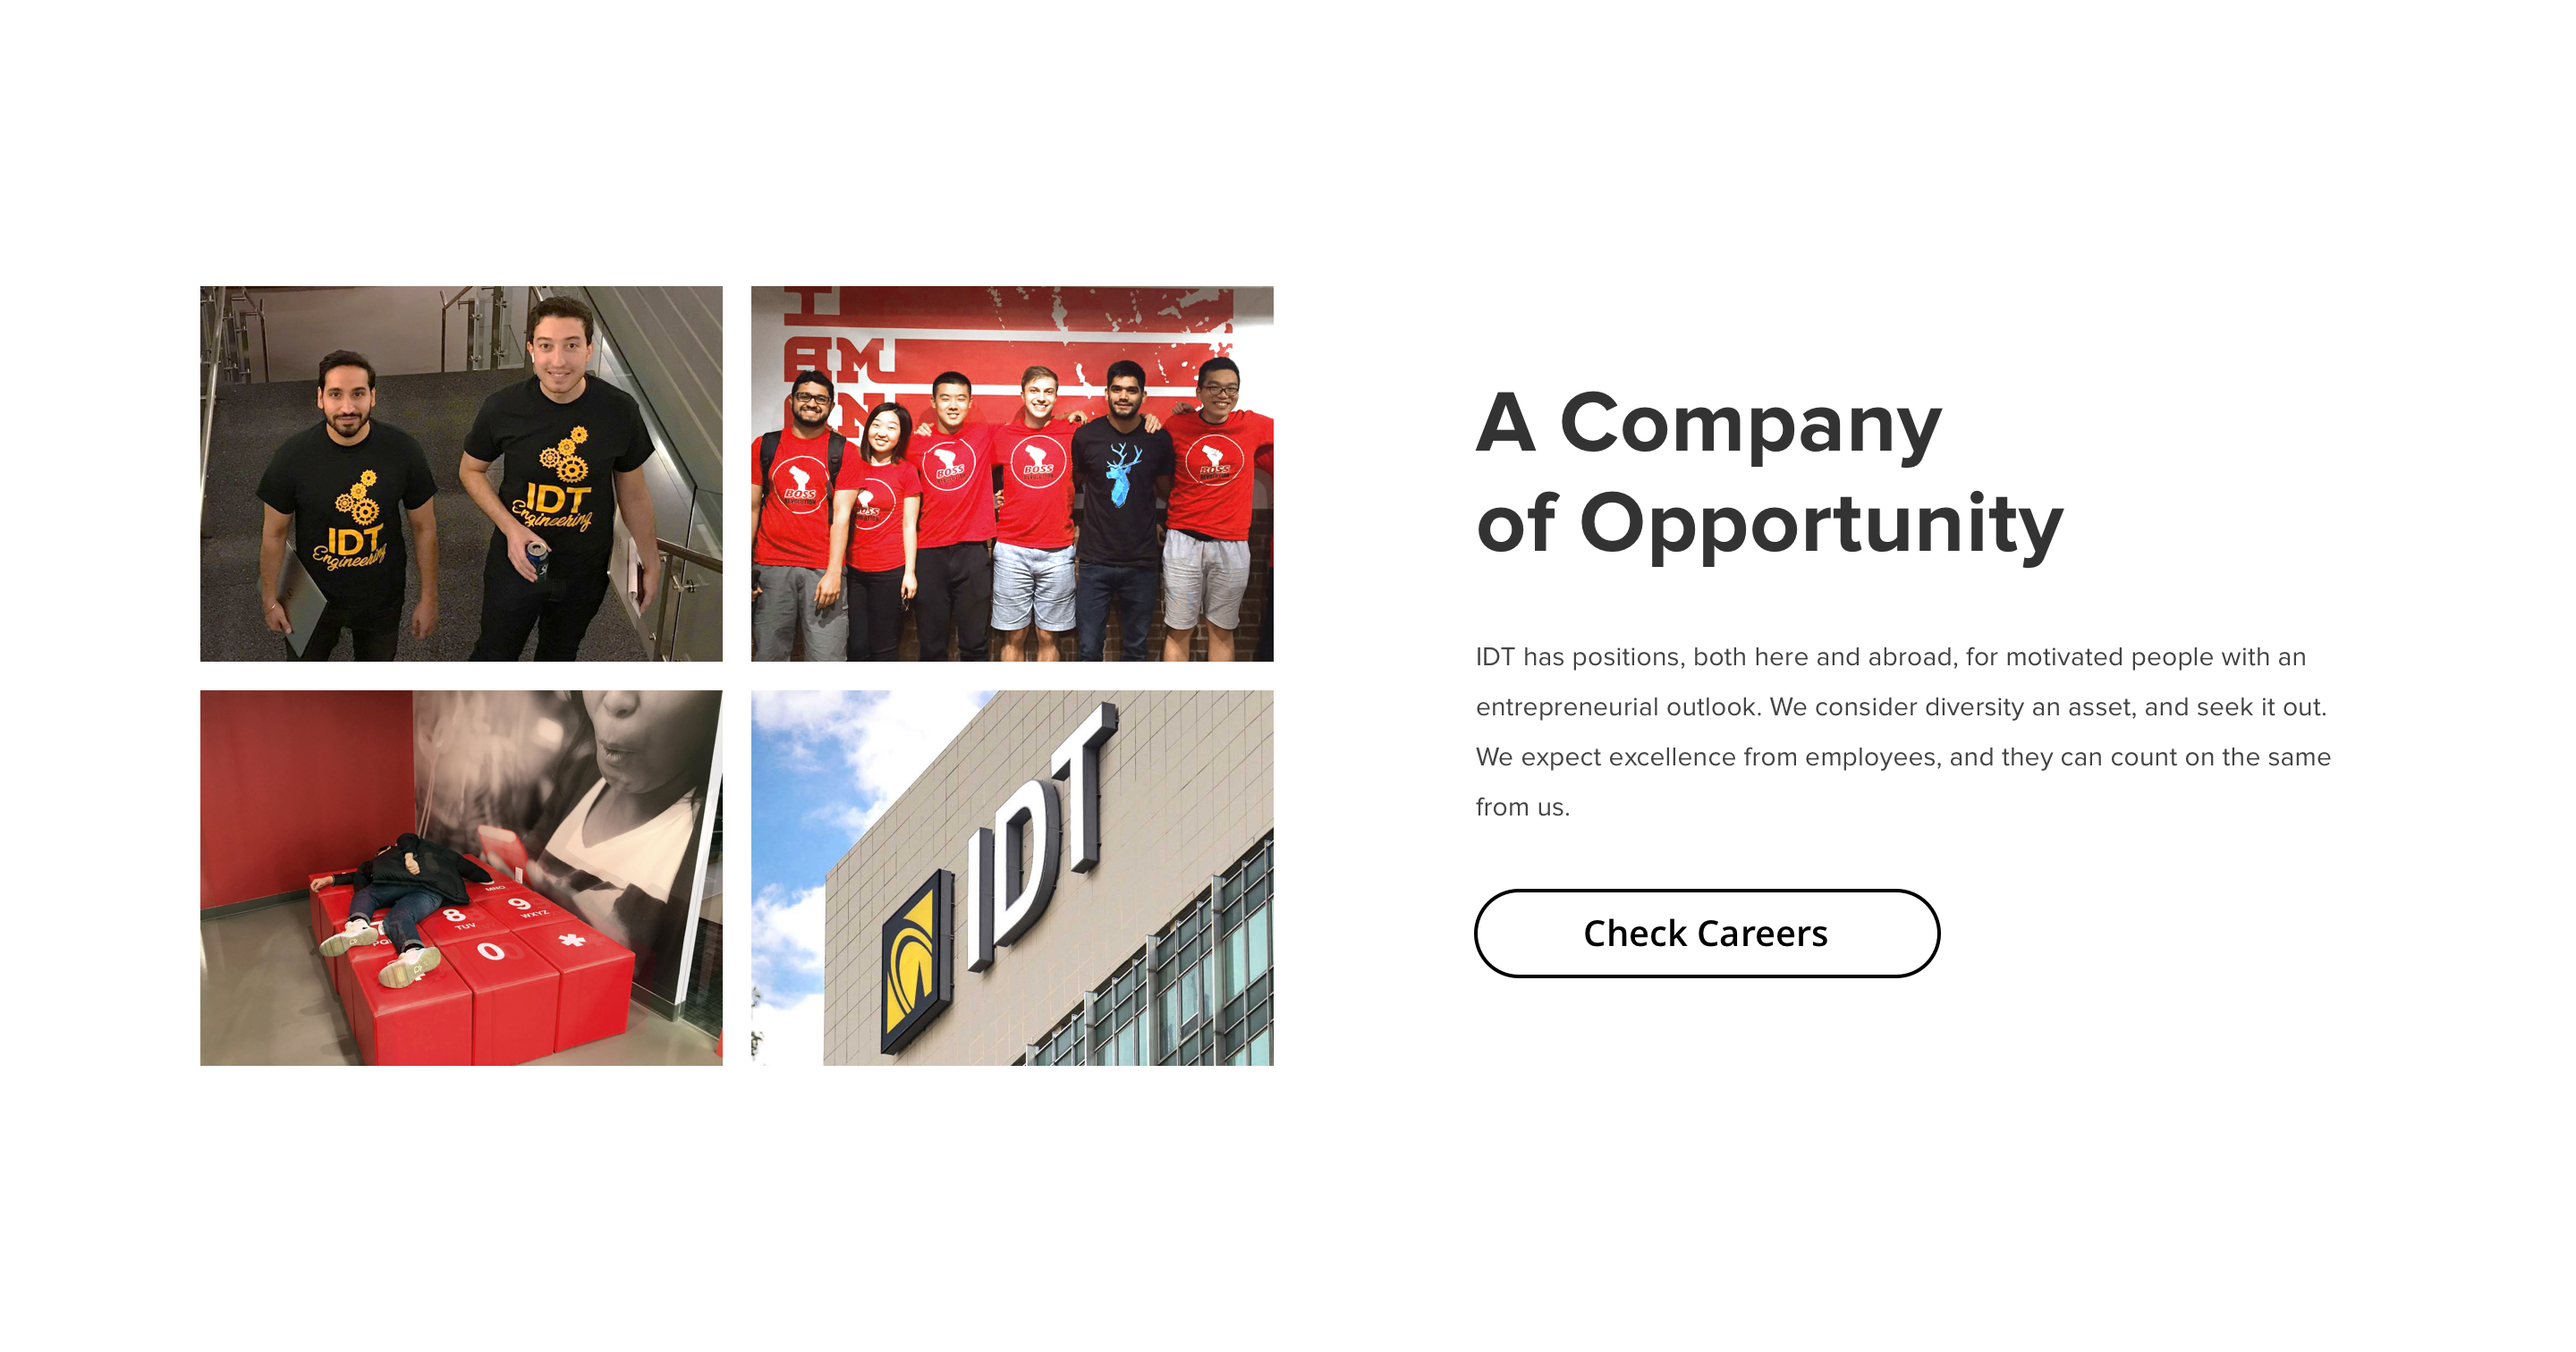 IDT
Engineering
IDT
Engineering
I
AM
BOSS
REVOLUTION
BOSS
BOSS
BOSS
BOSS
REVOLUTION
8
TUV
9
WXYZ
MNO
0
*
IDT
A Company
of Opportunity
IDT has positions, both here and abroad, for motivated people with an
entrepreneurial outlook. We consider diversity an asset, and seek it out.
We expect excellence from employees, and they can count on the same
from us.
Check Careers